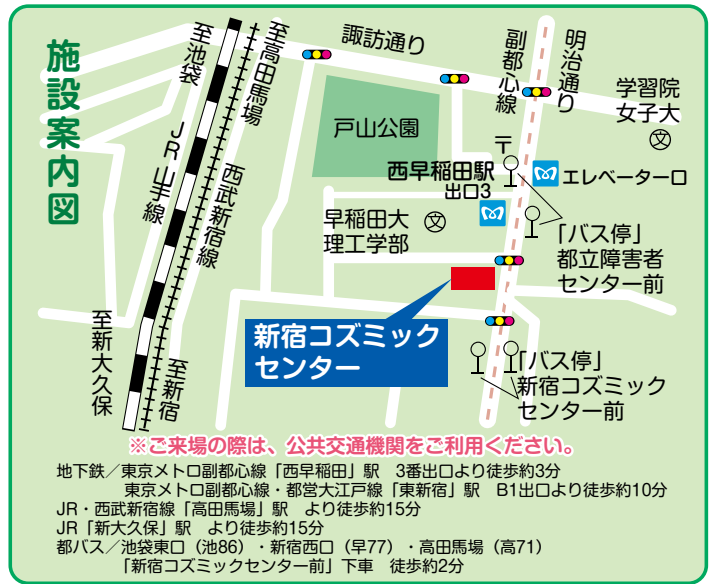 施設案内図
至池袋
至高田馬場
JR山手線
西武新宿線
至新大久保
至新宿
諏訪通り
副都心線
明治通り
学習院
女子大
文
戸山公園
〒
西早稲田駅
出口3
エレベーター口
早稲田大
理工学部
文
「バス停」
都立障害者
センター前
新宿コズミック
センター
「バス停」
新宿コズミック
センター前
※ご来場の際は、公共交通機関をご利用ください。
地下鉄／東京メトロ副都心線「西早稲田」駅　3番出口より徒歩約3分
東京メトロ副都心線・都営大江戸線「東新宿」駅　B1出口より徒歩約10分
JR・西武新宿線「高田馬場」駅　より徒歩約15分
JR「新大久保」駅　より徒歩約15分
都バス／池袋東口（池86）・新宿西口（早77）・高田馬場（高71）
「新宿コズミックセンター前」下車　徒歩約2分